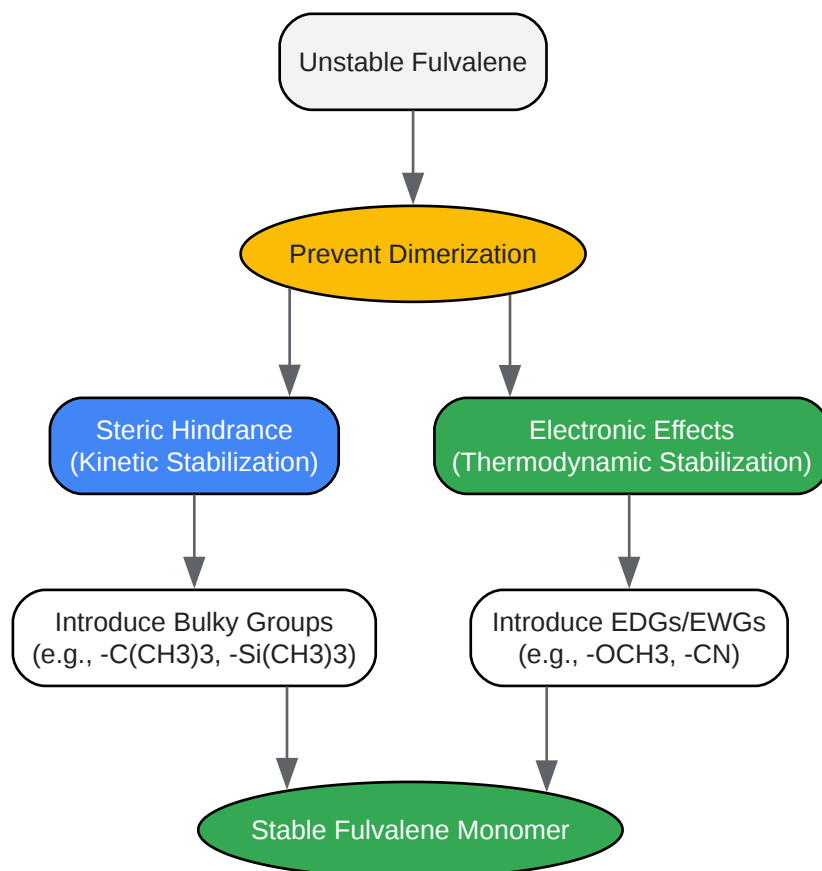 Unstable Fulvalene
Prevent Dimerization
Steric Hindrance
(Kinetic Stabilization)
Electronic Effects
(Thermodynamic Stabilization)
Introduce Bulky Groups
(e.g., -C(CH3)3, -Si(CH3)3)
Introduce EDGs/EWGs
(e.g., -OCH3, -CN)
Stable Fulvalene Monomer